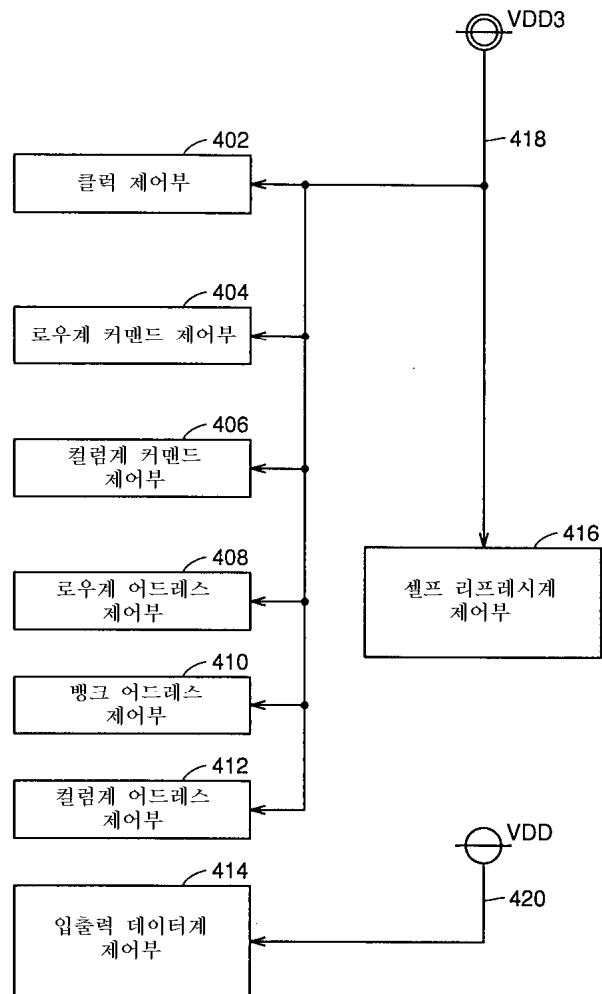 VDD3
418
402
클럭 제어부
404
로우계 커맨드 제어부
406
컬럼계 커맨드
제어부
408
로우계 어드레스
제어부
416
셀프 리프레시계
제어부
410
뱅크 어드레스
제어부
412
컬럼계 어드레스
제어부
VDD
420
414
입출력 데이터계
제어부